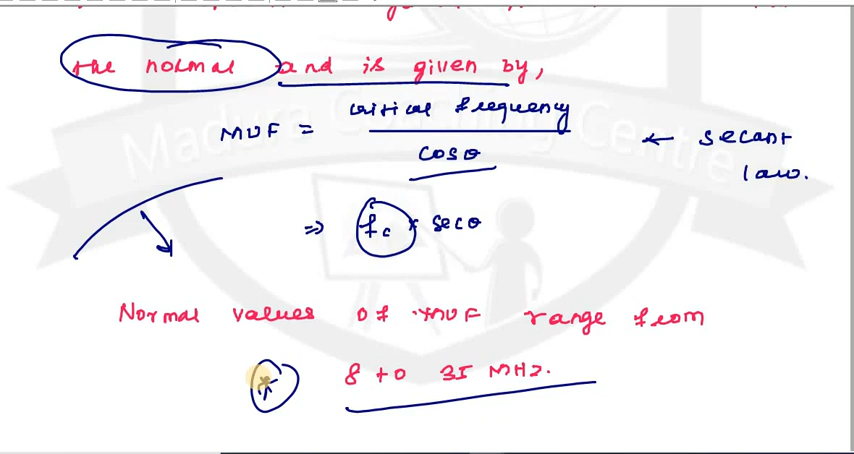 the normal and is given by,
MUF = critical frequency
cosθ
← secant
law.
⇒ fc × secθ
Normal values of MUF range from
* 8 to 35 MHz.